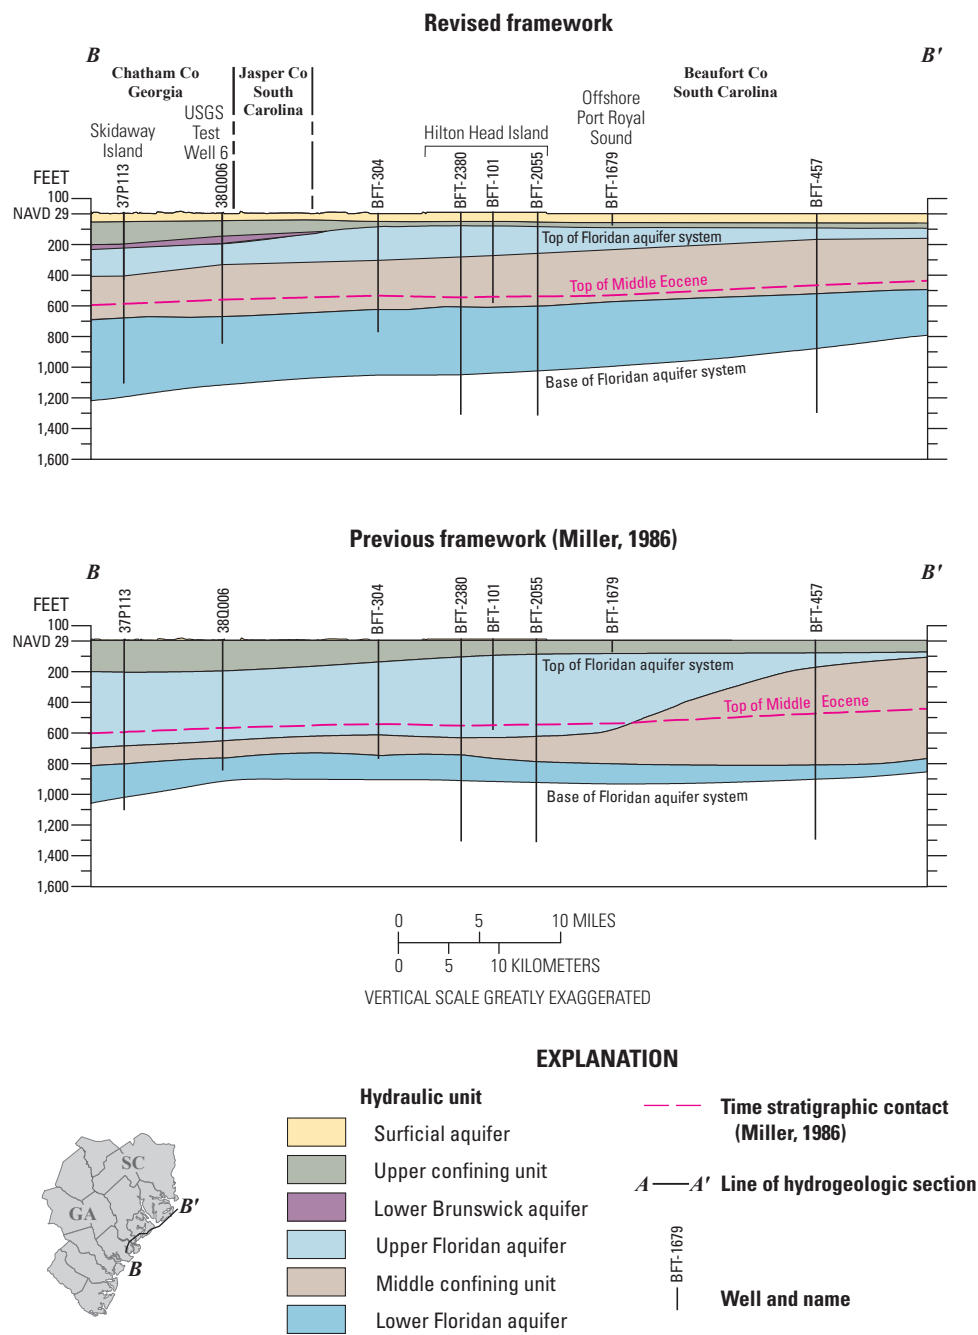 Revised framework
B
B'
Chatham Co
Georgia
Jasper Co
South
Carolina
Beaufort Co
South Carolina
Skidaway
Island
USGS
Test
Well 6
Hilton Head Island
Offshore
Port Royal
Sound
FEET
37P113
38Q006
BFT-304
BFT-2380
BFT-101
BFT-2055
BFT-1679
BFT-457
100
NAVD 29
200
400
600
800
1,000
1,200
1,400
1,600
Top of Floridan aquifer system
Top of Middle Eocene
Base of Floridan aquifer system
Previous framework (Miller, 1986)
B
B'
FEET
37P113
38Q006
BFT-304
BFT-2380
BFT-101
BFT-2055
BFT-1679
BFT-457
100
NAVD 29
200
400
600
800
1,000
1,200
1,400
1,600
Top of Floridan aquifer system
Top of Middle Eocene
Base of Floridan aquifer system
0 5 10 MILES
0 5 10 KILOMETERS
VERTICAL SCALE GREATLY EXAGGERATED
EXPLANATION
Hydraulic unit
Surficial aquifer
Upper confining unit
Lower Brunswick aquifer
Upper Floridan aquifer
Middle confining unit
Lower Floridan aquifer
Time stratigraphic contact
(Miller, 1986)
A A' Line of hydrogeologic section
BFT-1679
Well and name
SC
GA
B'
B